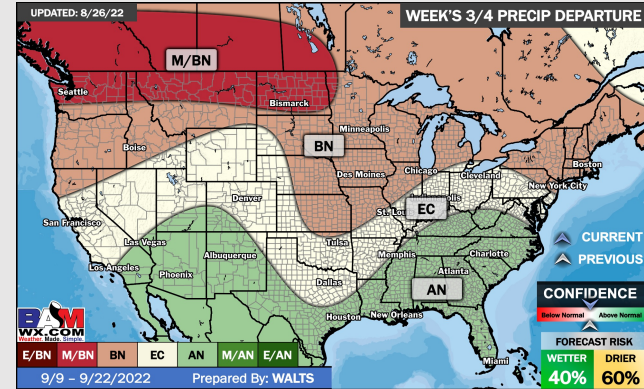 UPDATED: 8/26/22
WEEK'S 3/4 PRECIP DEPARTURE
M/BN
Seattle
Bismarck
Minneapolis
BN
Boise
Boston
Des Moines
Chicago
Cleveland
New York City
Denver
St. Lou
EC
San Francisco
Las Vegas
Tulsa
CURRENT
Albuquerque
Memphis
Charlotte
PREVIOUS
Los Angeles
Phoenix
Atlanta
Dallas
AN
CONFIDENCE
Houston
New Orleans
Below Normal
Above Normal
BAM
WX.COM
Weather. Made. Simple.
FORECAST RISK
E/BN
M/BN
BN
EC
AN
M/AN
E/AN
Miami
WETTER
DRIER
9/9 – 9/22/2022
Prepared By: WALTS
40%
60%